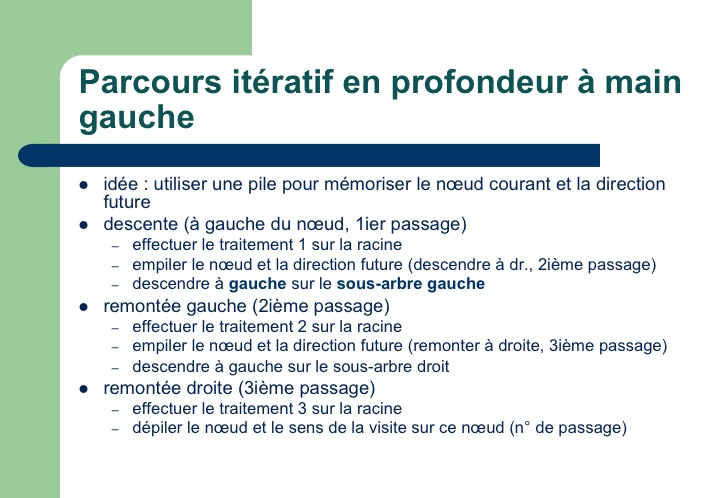 Parcours itératif en profondeur à main
gauche
idée : utiliser une pile pour mémoriser le nœud courant et la direction
future
descente (à gauche du nœud, 1ier passage)
– effectuer le traitement 1 sur la racine
– empiler le nœud et la direction future (descendre à dr., 2ième passage)
– descendre à gauche sur le sous-arbre gauche
remontée gauche (2ième passage)
– effectuer le traitement 2 sur la racine
– empiler le nœud et la direction future (remonter à droite, 3ième passage)
– descendre à gauche sur le sous-arbre droit
remontée droite (3ième passage)
– effectuer le traitement 3 sur la racine
– dépiler le nœud et le sens de la visite sur ce nœud (n° de passage)